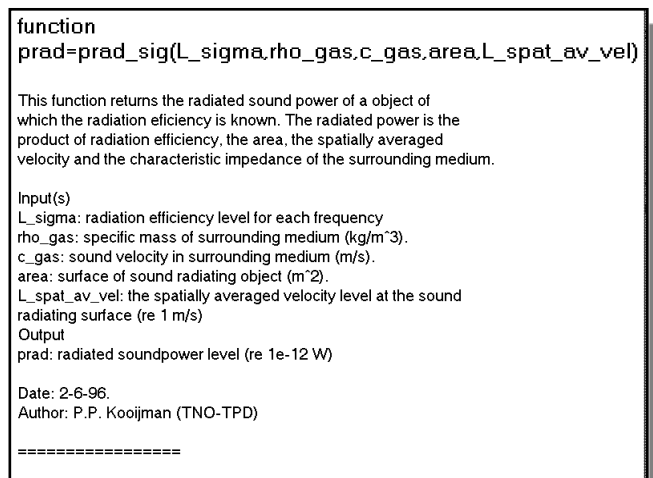 function
prad=prad_sig(L_sigma,rho_gas,c_gas,area,L_spat_av_vel)
This function returns the radiated sound power of a object of
which the radiation eficiency is known. The radiated power is the
product of radiation efficiency, the area, the spatially averaged
velocity and the characteristic impedance of the surrounding medium.
Input(s)
L_sigma: radiation efficiency level for each frequency
rho_gas: specific mass of surrounding medium (kg/m^3).
c_gas: sound velocity in surrounding medium (m/s).
area: surface of sound radiating object (m^2).
L_spat_av_vel: the spatially averaged velocity level at the sound
radiating surface (re 1 m/s)
Output
prad: radiated soundpower level (re 1e-12 W)
Date: 2-6-96.
Author: P.P. Kooijman (TNO-TPD)
=================